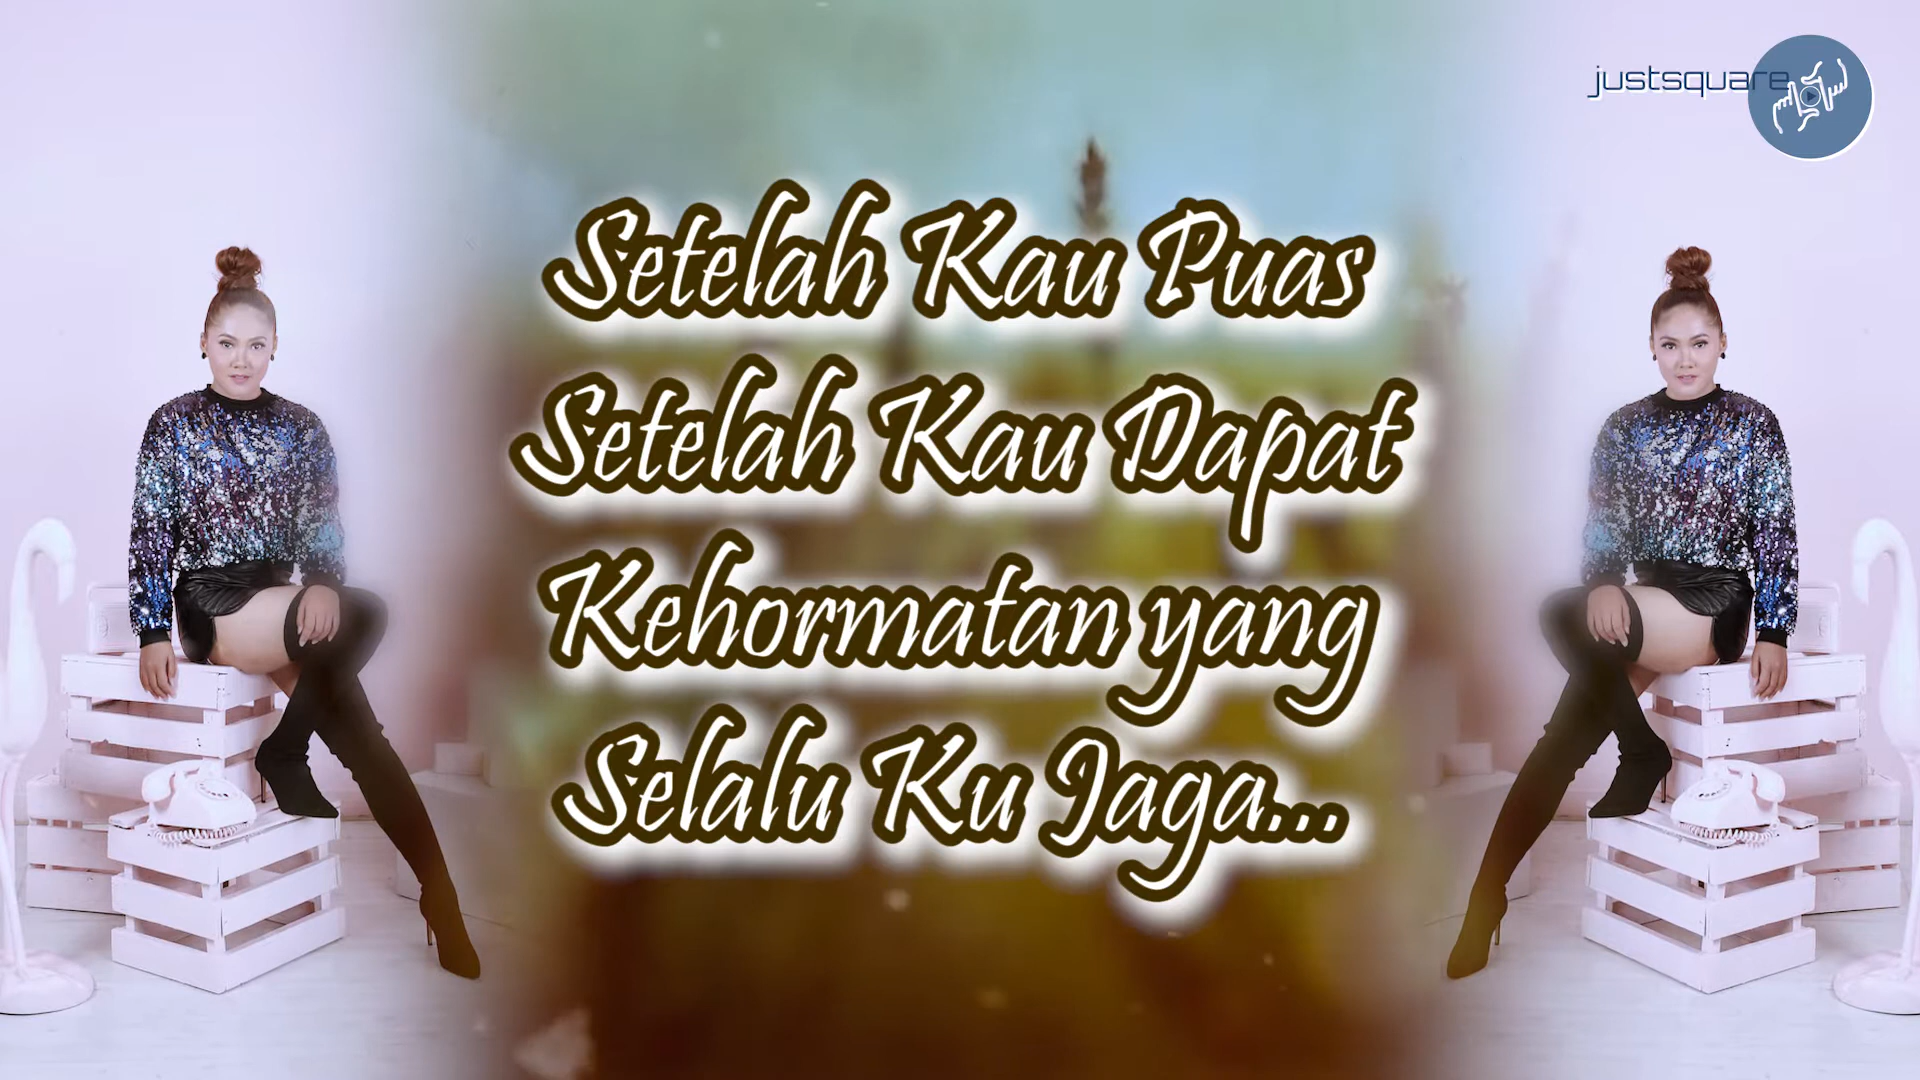 justsquare
Setelah Kau Puas
Setelah Kau Dapat
Kehormatan yang
Selalu Ku Jaga...